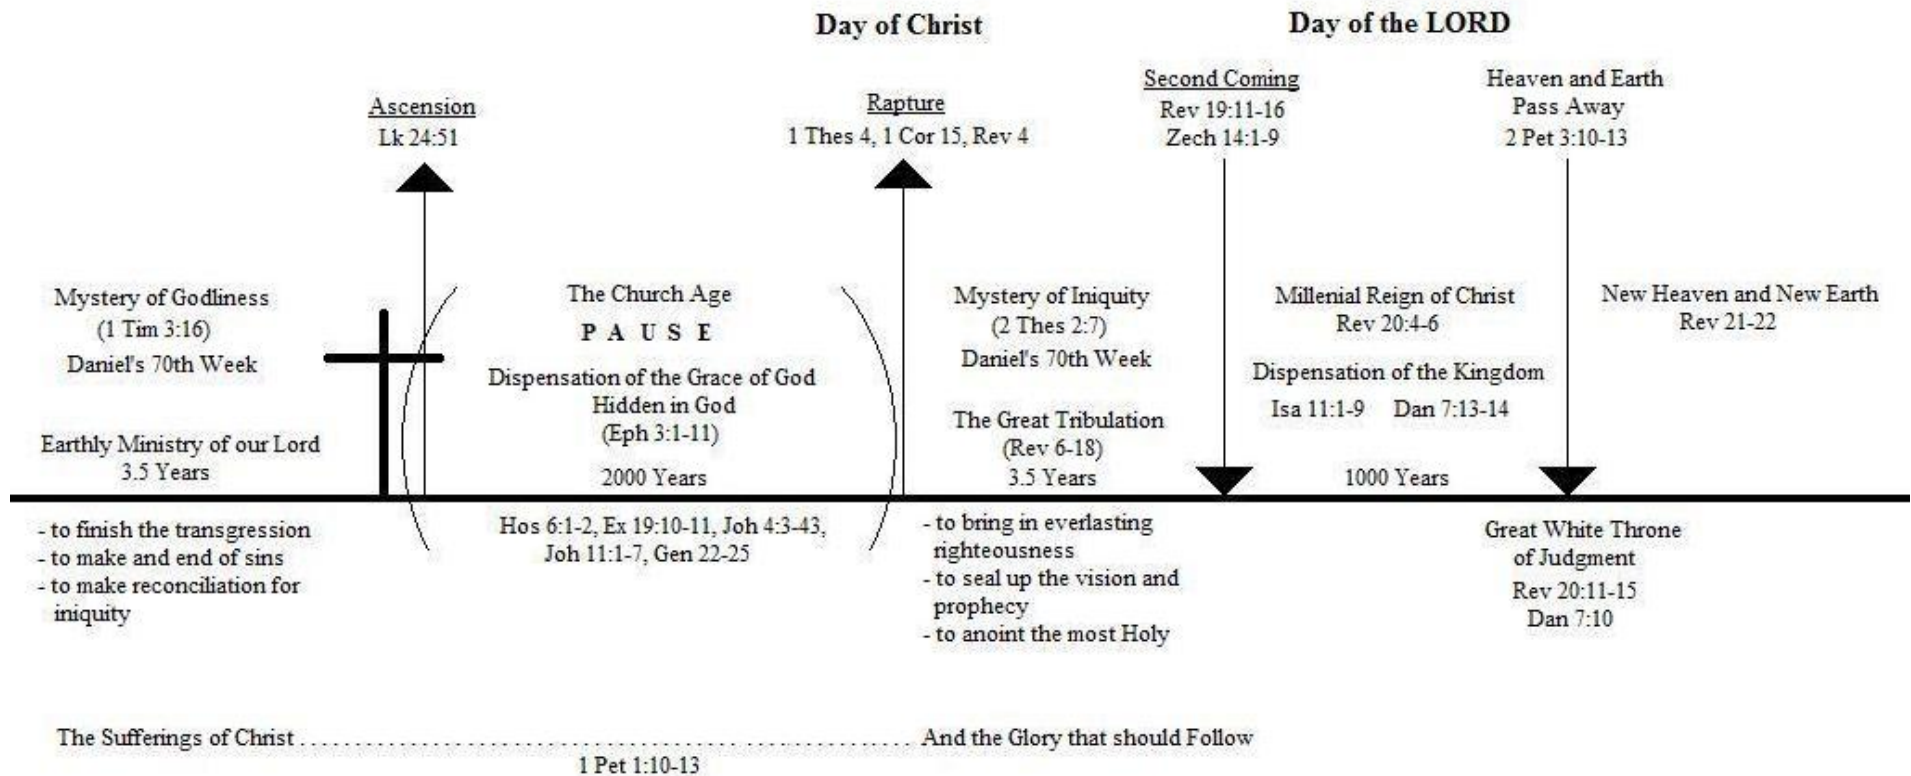 Day of Christ
Day of the LORD
Ascension
Lk 24:51
Rapture
1 Thes 4, 1 Cor 15, Rev 4
Second Coming
Rev 19:11-16
Zech 14:1-9
Heaven and Earth
Pass Away
2 Pet 3:10-13
Mystery of Godliness
(1 Tim 3:16)
Daniel's 70th Week
Earthly Ministry of our Lord
3.5 Years
The Church Age
P A U S E
Dispensation of the Grace of God
Hidden in God
(Eph 3:1-11)
2000 Years
Mystery of Iniquity
(2 Thes 2:7)
Daniel's 70th Week
The Great Tribulation
(Rev 6-18)
3.5 Years
Millenial Reign of Christ
Rev 20:4-6
Dispensation of the Kingdom
Isa 11:1-9 Dan 7:13-14
1000 Years
New Heaven and New Earth
Rev 21-22
- to finish the transgression
- to make and end of sins
- to make reconciliation for
iniquity
Hos 6:1-2, Ex 19:10-11, Joh 4:3-43,
Joh 11:1-7, Gen 22-25
- to bring in everlasting
righteousness
- to seal up the vision and
prophecy
- to anoint the most Holy
Great White Throne
of Judgment
Rev 20:11-15
Dan 7:10
The Sufferings of Christ . . . . . . . . . . . . . . . . . . . . . . . . . . . . . . . . . . . . . . . . . . . . And the Glory that should Follow
1 Pet 1:10-13